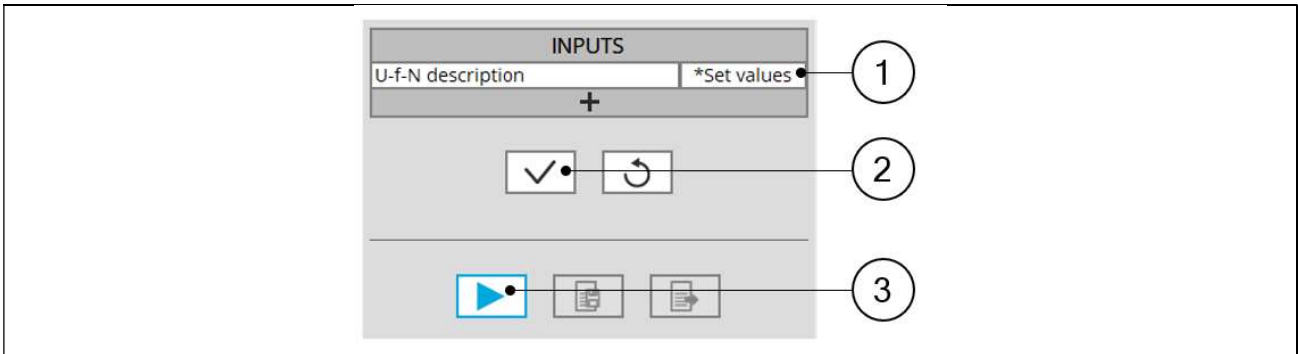 INPUTS
U-f-N description *Set values
+
1
2
3